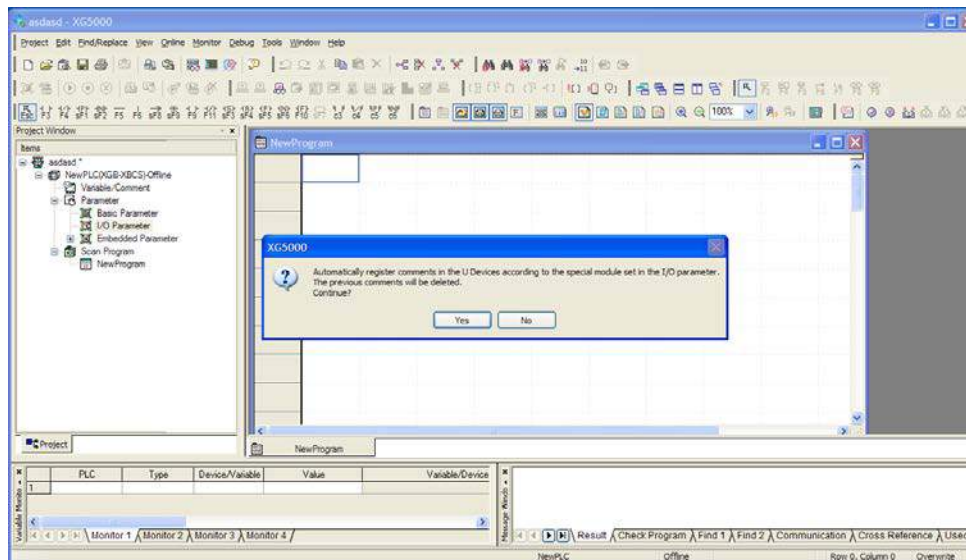 asdasd - XG5000
Project Edit Find/Replace View Online Monitor Debug Tools Window Help
100%
Project Window
Items
asdasd *
NewPLC(XGB-XBCS)-Offline
Variable/Comment
Parameter
Basic Parameter
I/O Parameter
Embedded Parameter
Scan Program
NewProgram
Project
NewProgram
XG5000
Automatically register comments in the U Devices according to the special module set in the I/O parameter.
The previous comments will be deleted.
Continue?
Yes No
NewProgram
PLC Type Device/Variable Value Variable/Device
1
Monitor 1 Monitor 2 Monitor 3 Monitor 4
Result Check Program Find 1 Find 2 Communication Cross Reference Used
NewPLC Offline Row 0, Column 0 Overwrite